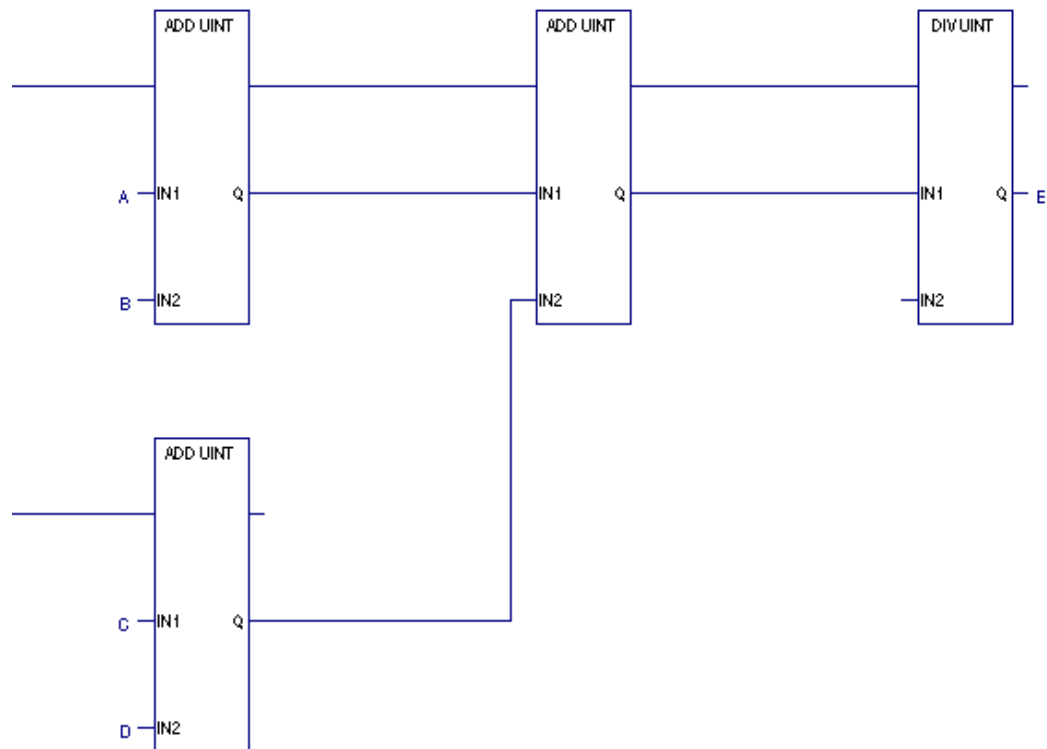 ADD UINT ADD UINT DIV UINT
A IN1 Q IN1 Q IN1 Q E
B IN2 IN2 IN2
ADD UINT
C IN1 Q
D IN2